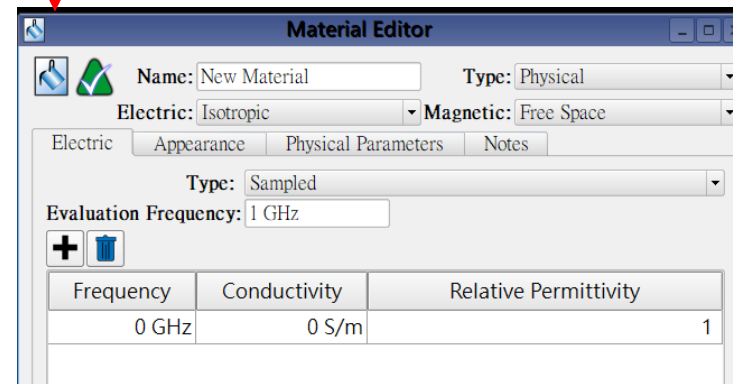 Material Editor
Name: New Material Type: Physical
Electric: Isotropic Magnetic: Free Space
Electric Appearance Physical Parameters Notes
Type: Sampled
Evaluation Frequency: 1 GHz
Frequency Conductivity Relative Permittivity
0 GHz 0 S/m 1